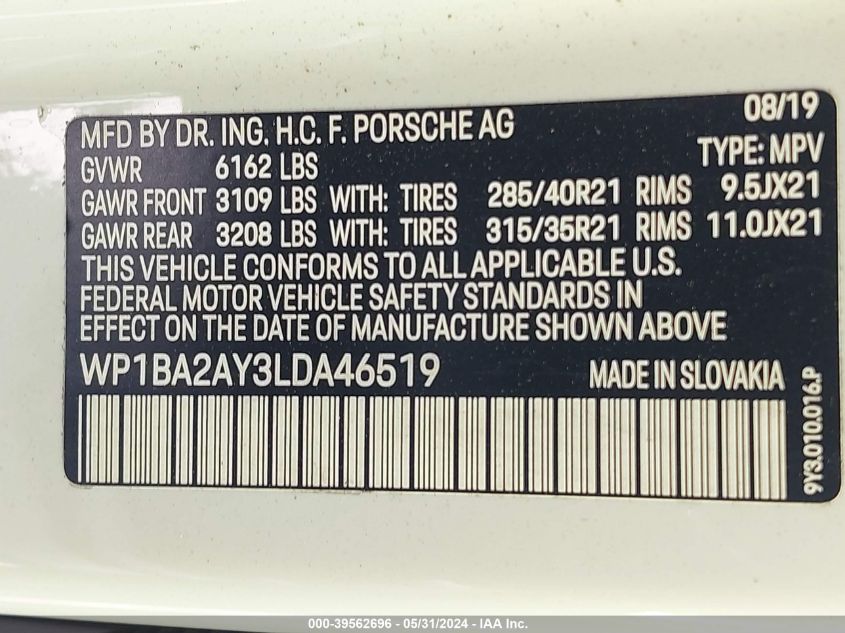 MFD BY DR. ING. H.C. F. PORSCHE AG 08/19
GVWR 6162 LBS TYPE: MPV
GAWR FRONT 3109 LBS WITH: TIRES 285/40R21 RIMS 9.5JX21
GAWR REAR 3208 LBS WITH: TIRES 315/35R21 RIMS 11.0JX21
THIS VEHICLE CONFORMS TO ALL APPLICABLE U.S.
FEDERAL MOTOR VEHICLE SAFETY STANDARDS IN
EFFECT ON THE DATE OF MANUFACTURE SHOWN ABOVE
WP1BA2AY3LDA46519 MADE IN SLOVAKIA
9Y3.010.016.P
000-39562696 - 05/31/2024 - IAA Inc.